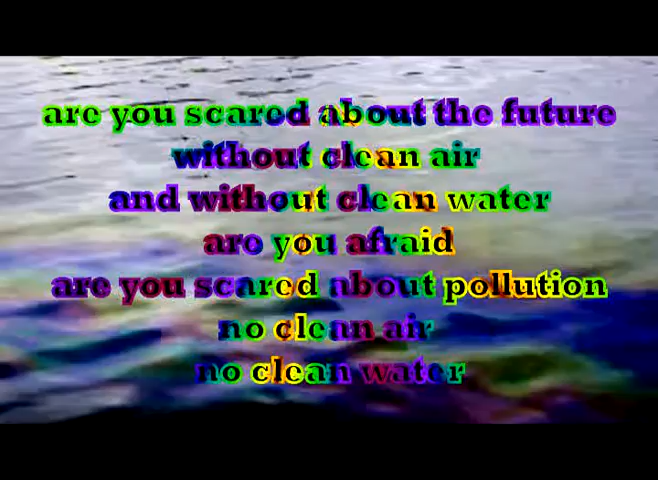 are you scared about the future
without clean air
and without clean water
are you afraid
are you scared about pollution
no clean air
no clean water